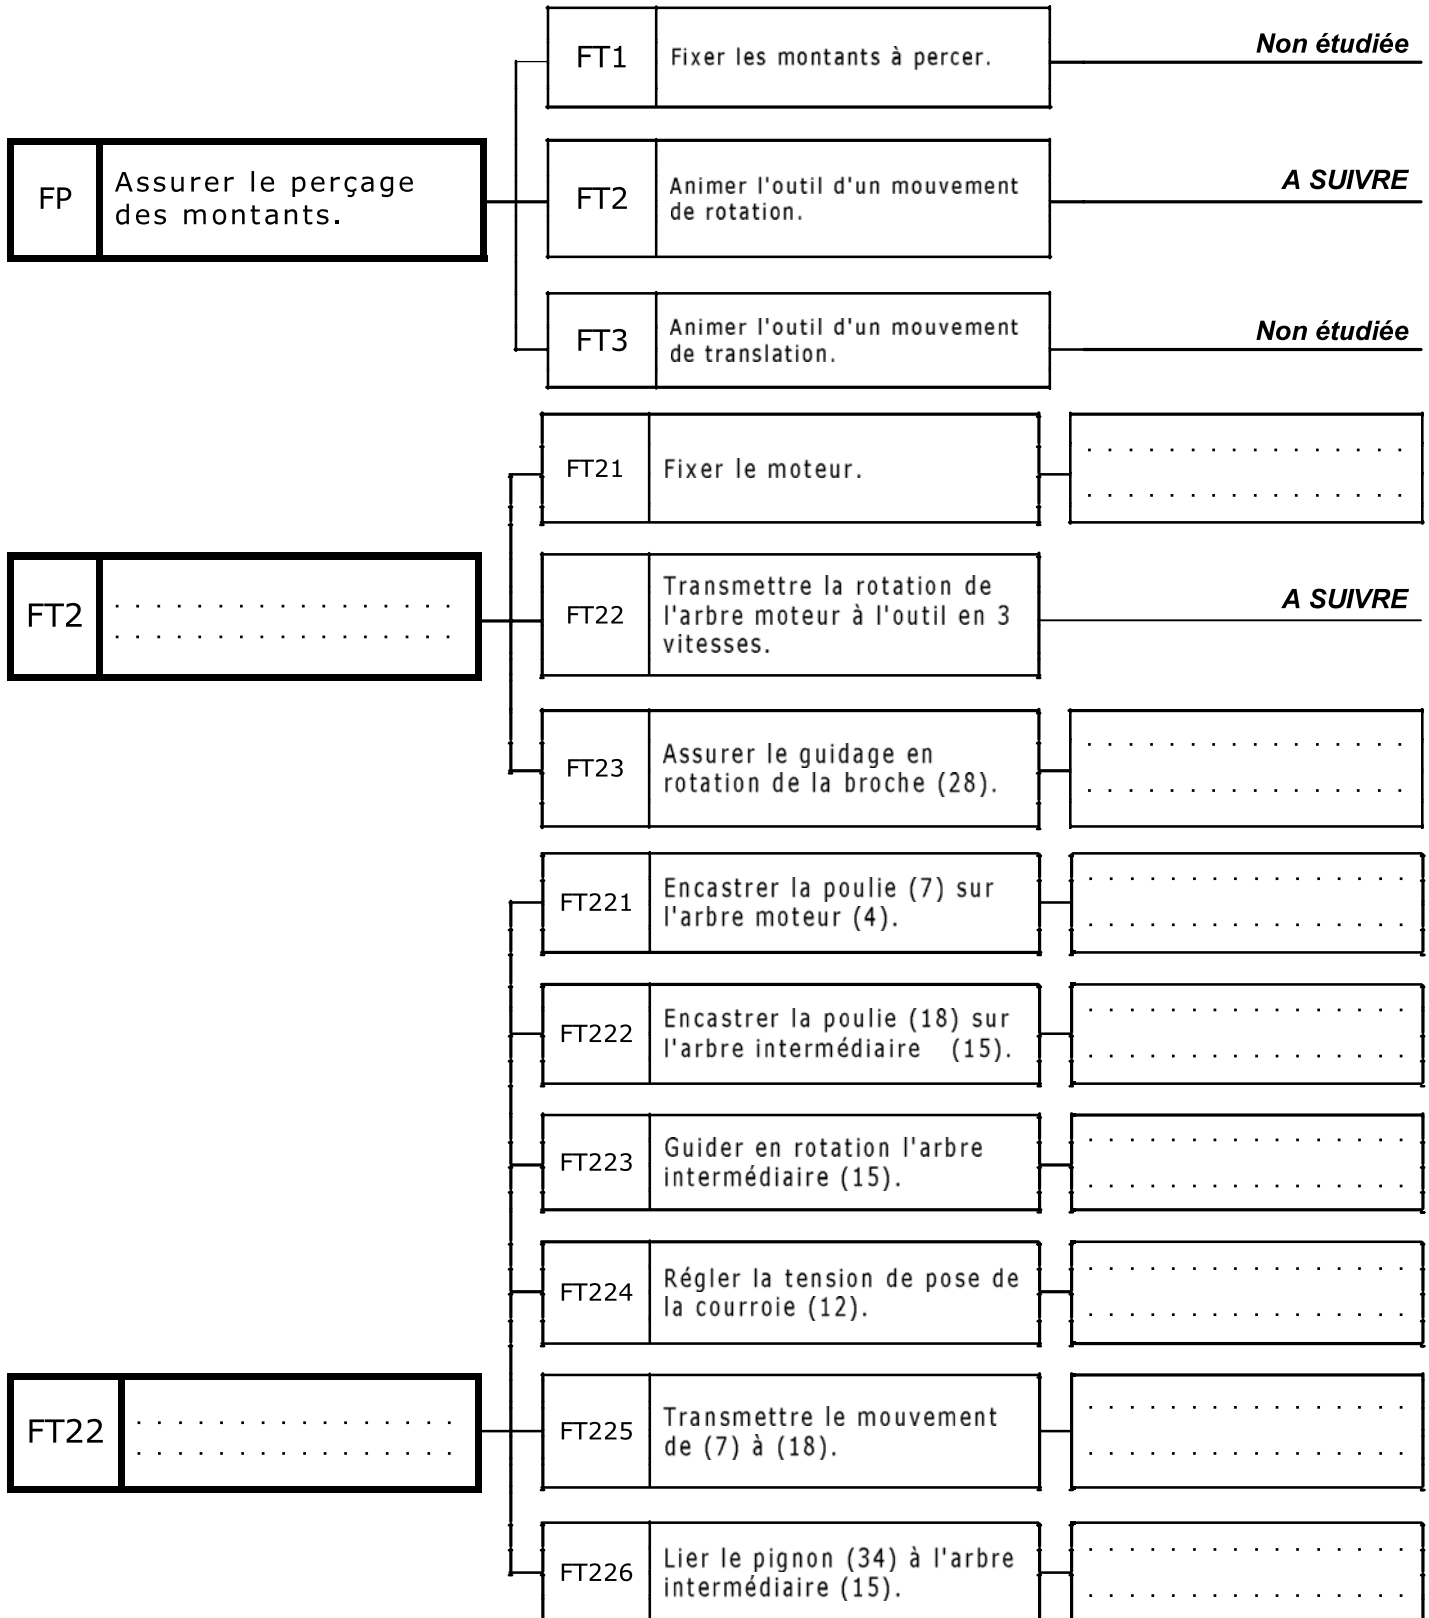 FT1
Fixer les montants à percer.
Non étudiée
FP
Assurer le perçage
des montants.
FT2
Animer l'outil d'un mouvement
de rotation.
A SUIVRE
FT3
Animer l'outil d'un mouvement
de translation.
Non étudiée
FT21
Fixer le moteur.
. . . . . . . . . . . . . . . .
. . . . . . . . . . . . . . . .
FT2
. . . . . . . . . . . . . . . . .
. . . . . . . . . . . . . . . . .
FT22
Transmettre la rotation de
l'arbre moteur à l'outil en 3
vitesses.
A SUIVRE
FT23
Assurer le guidage en
rotation de la broche (28).
. . . . . . . . . . . . . . . .
. . . . . . . . . . . . . . . .
FT221
Encastrer la poulie (7) sur
l'arbre moteur (4).
. . . . . . . . . . . . . . . .
. . . . . . . . . . . . . . . .
FT222
Encastrer la poulie (18) sur
l'arbre intermédiaire (15).
. . . . . . . . . . . . . . . .
. . . . . . . . . . . . . . . .
FT223
Guider en rotation l'arbre
intermédiaire (15).
. . . . . . . . . . . . . . . .
. . . . . . . . . . . . . . . .
FT224
Régler la tension de pose de
la courroie (12).
. . . . . . . . . . . . . . . .
. . . . . . . . . . . . . . . .
FT22
. . . . . . . . . . . . . . . .
. . . . . . . . . . . . . . . .
FT225
Transmettre le mouvement
de (7) à (18).
. . . . . . . . . . . . . . . .
. . . . . . . . . . . . . . . .
FT226
Lier le pignon (34) à l'arbre
intermédiaire (15).
. . . . . . . . . . . . . . . .
. . . . . . . . . . . . . . . .